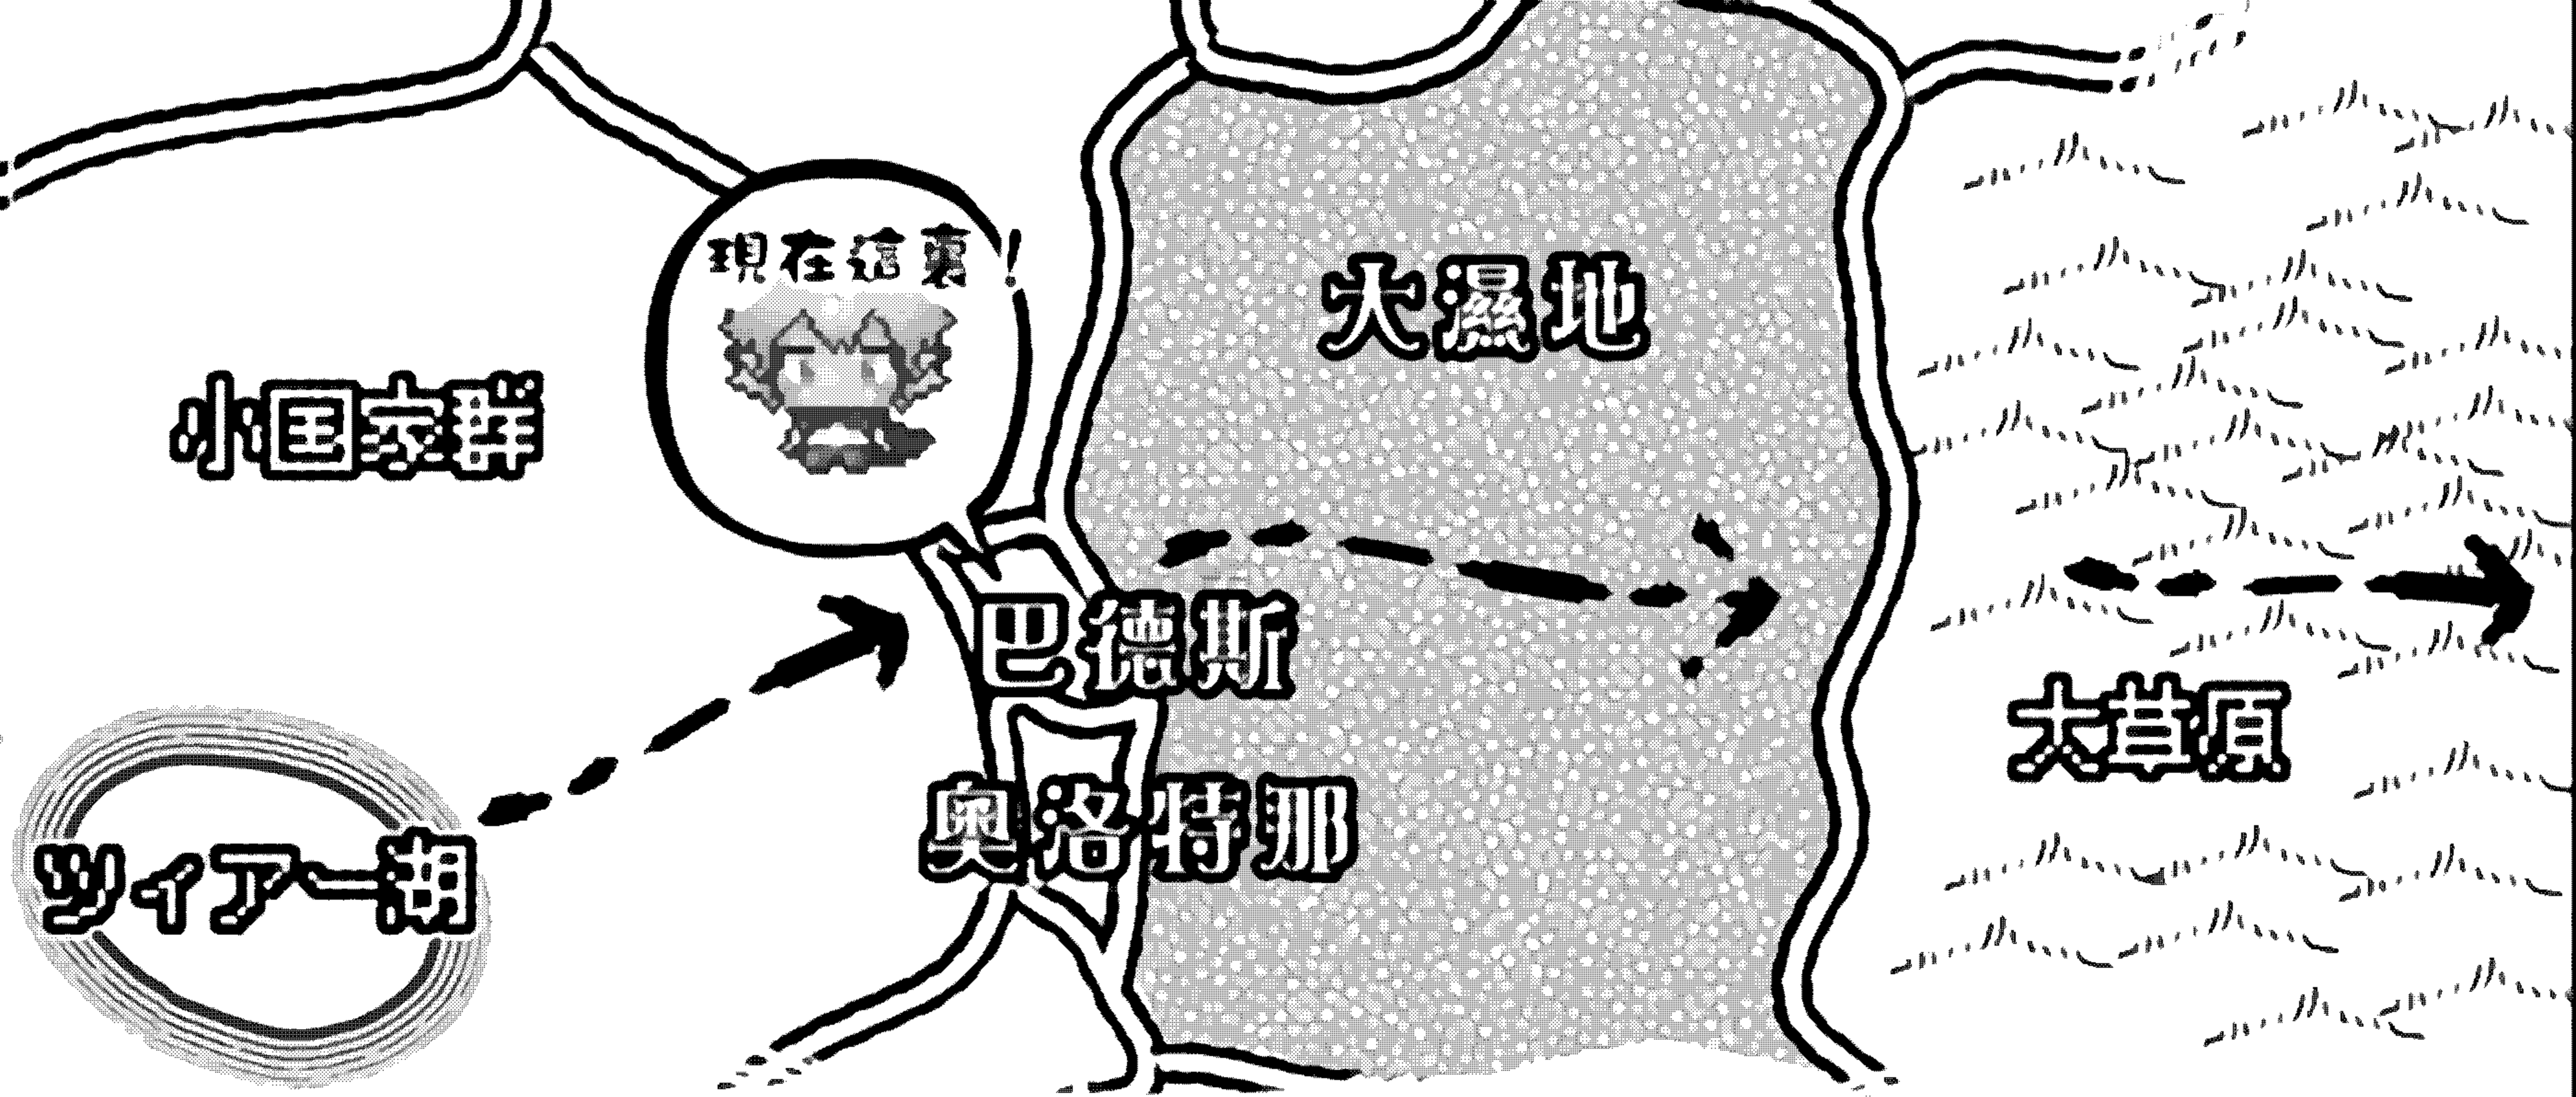 現在這裏!
大濕地
小国家群
巴德斯
大草原
奧洛特那
ツィアー湖